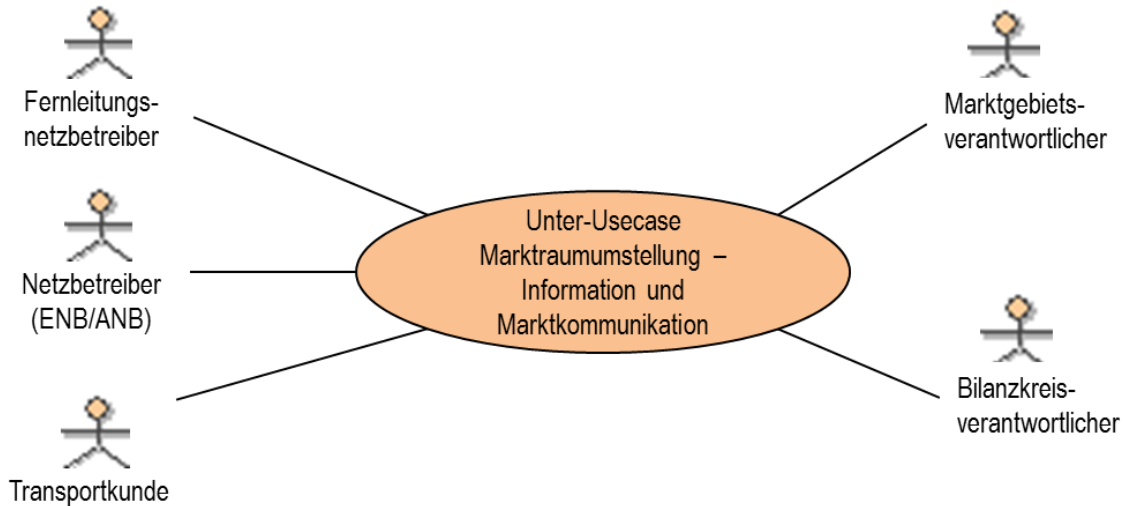 Fernleitungs-
netzbetreiber
Netzbetreiber
(ENB/ANB)
Transportkunde
Unter-Usecase
Marktraumumstellung –
Information und
Marktkommunikation
Marktgebiets-
verantwortlicher
Bilanzkreis-
verantwortlicher